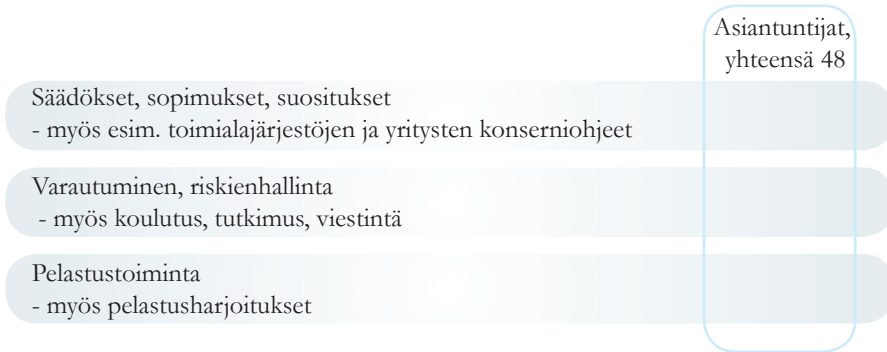 Asiantuntijat,
yhteensä 48
Säädökset, sopimukset, suositukset
- myös esim. toimialajärjestöjen ja yritysten konserniohjeet
Varautuminen, riskienhallinta
- myös koulutus, tutkimus, viestintä
Pelastustoiminta
- myös pelastusharjoitukset